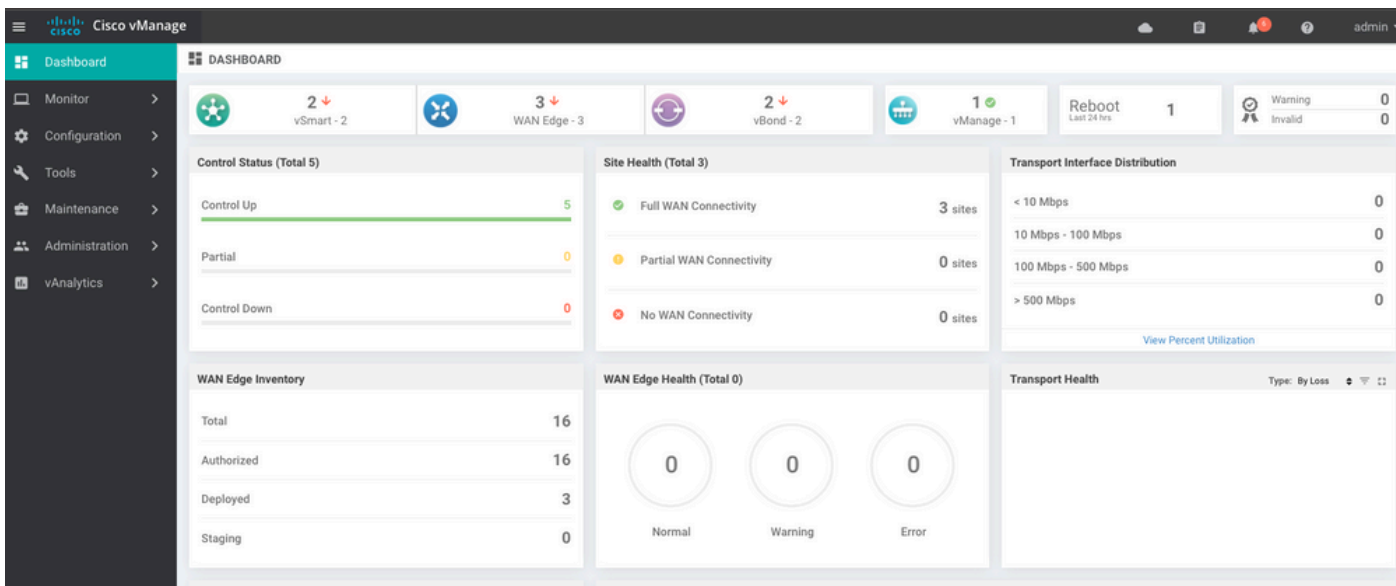 cisco Cisco vManage
admin
Dashboard
Monitor
Configuration
Tools
Maintenance
Administration
vAnalytics
DASHBOARD
2
vSmart - 2
3
WAN Edge - 3
2
vBond - 2
1
vManage - 1
Reboot 1
Last 24 hrs
Warning 0
Invalid 0
Control Status (Total 5)
Control Up 5
Partial 0
Control Down 0
Site Health (Total 3)
Full WAN Connectivity 3 sites
Partial WAN Connectivity 0 sites
No WAN Connectivity 0 sites
Transport Interface Distribution
< 10 Mbps 0
10 Mbps - 100 Mbps 0
100 Mbps - 500 Mbps 0
> 500 Mbps 0
View Percent Utilization
WAN Edge Inventory
Total 16
Authorized 16
Deployed 3
Staging 0
WAN Edge Health (Total 0)
0 0 0
Normal Warning Error
Transport Health Type: By Loss